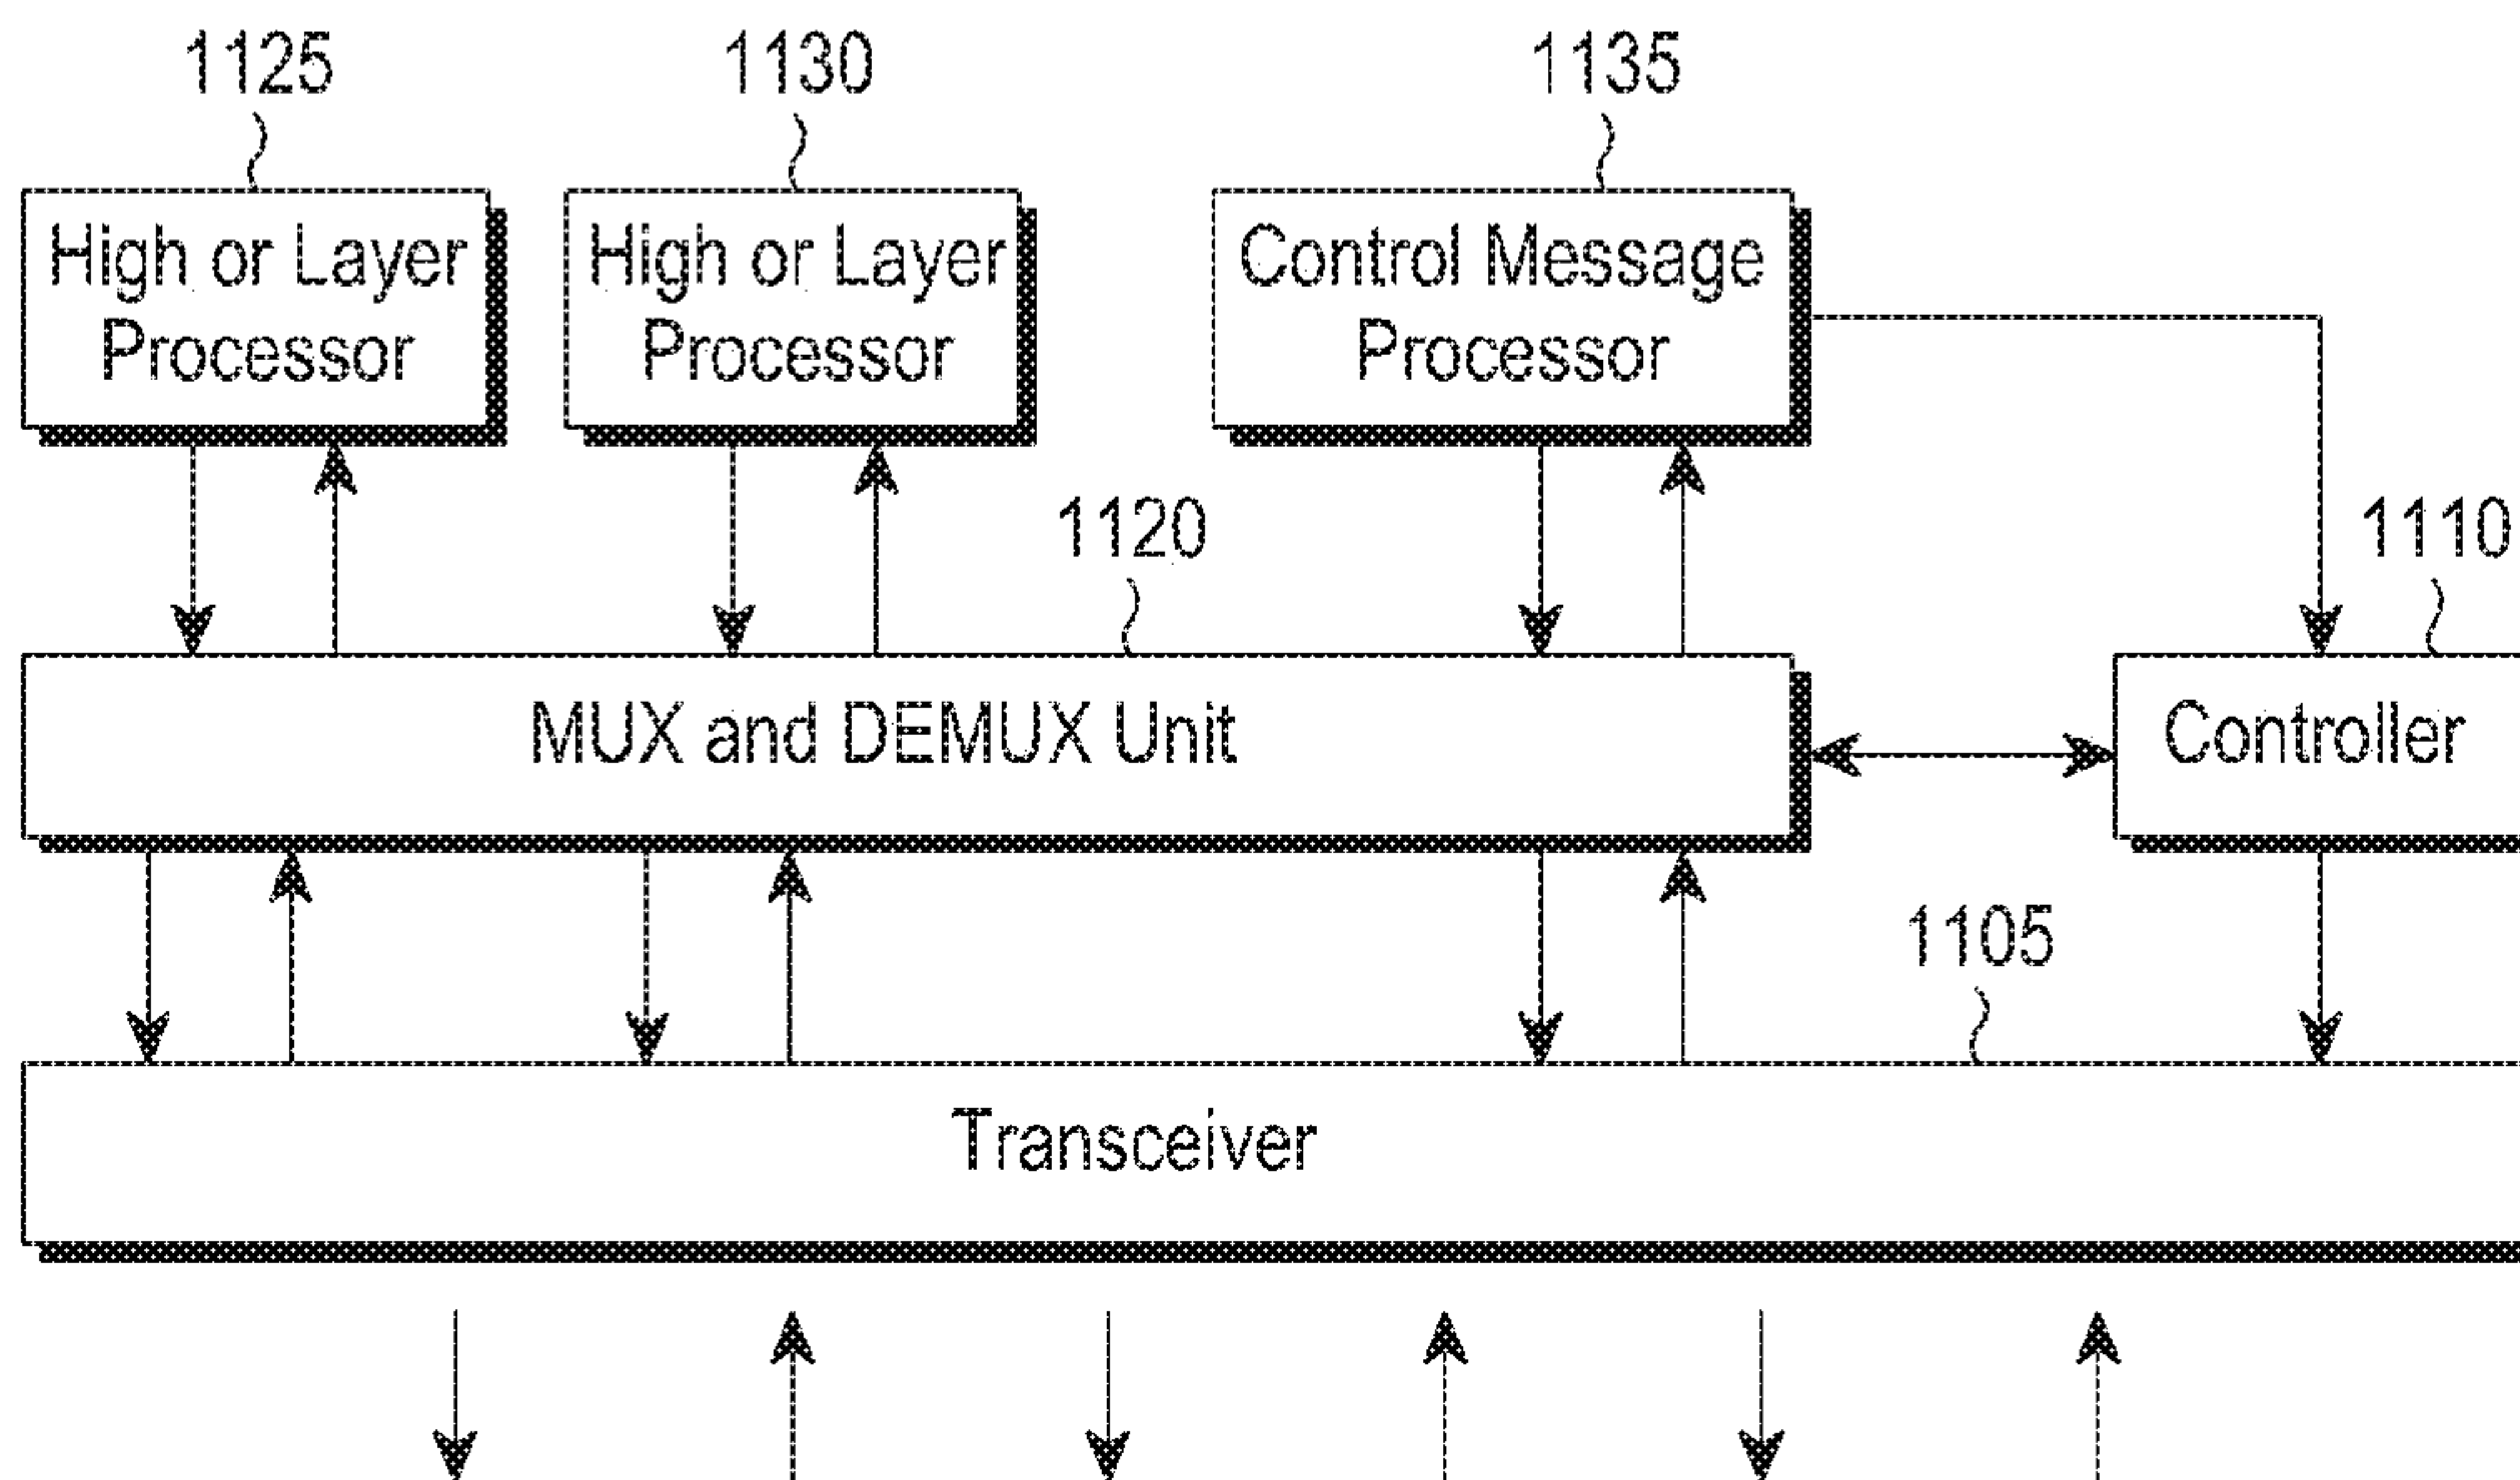 1125
1130
1135
High or Layer
Processor
High or Layer
Processor
Control Message
Processor
1120
1110
MUX and DEMUX Unit
Controller
1105
Transceiver